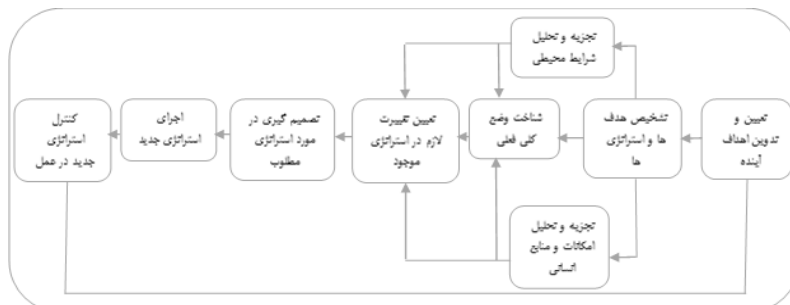 تعیین و
تدوین اهداف
آینده
تشخیص هدف
ها و استراتژی
ها
تجزیه و تحلیل
شرایط محیطی
تجزیه و تحلیل
امکانات و منابع
انسانی
شناخت وضع
کلی فعلی
تعیین تغییرت
لازم در استراتژی
موجود
تصمیم گیری در
مورد استراتژی
مطلوب
اجرای
استراتژی جدید
کنترل
استراتژی
جدید در عمل